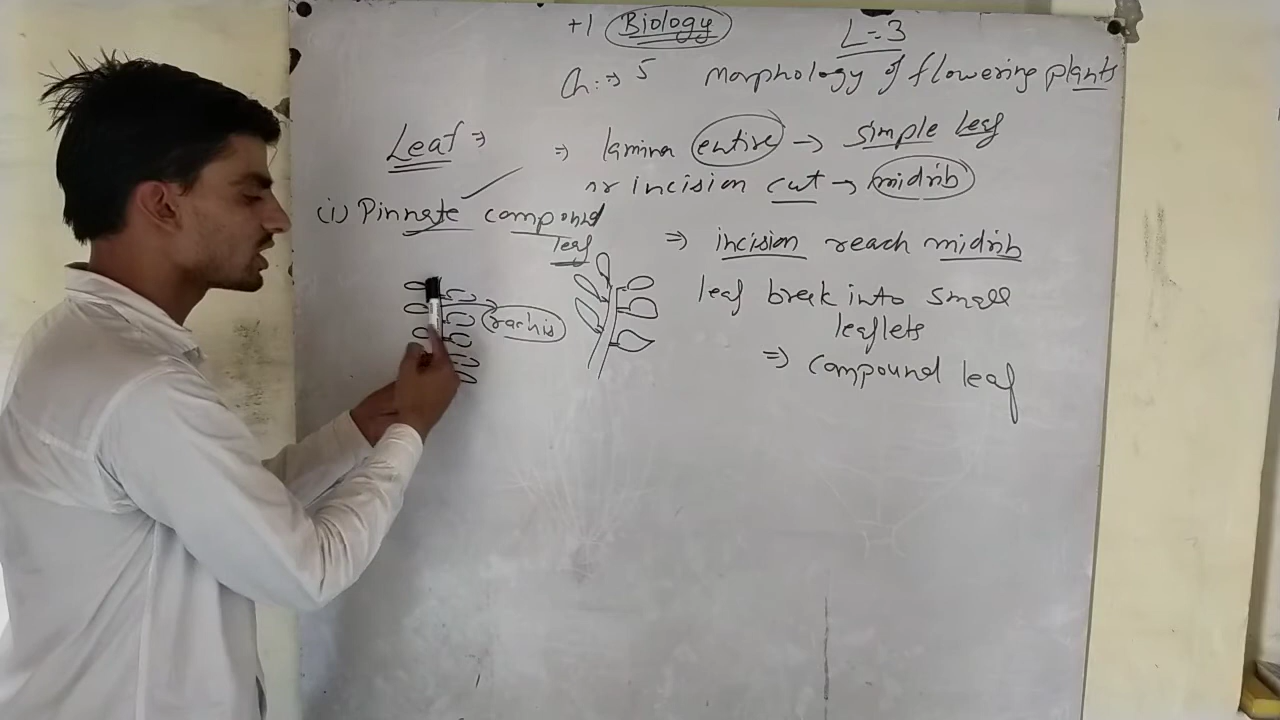 +1 Biology L=3
Ch:→ 5 morphology of flowering plants
Leaf ⇒
⇒ lamina entire → simple leaf
or incision cut → midrib
(i) Pinnate compound
leaf
⇒ incision reach midrib
leaf break into small
leaflets
⇒ compound leaf
rachis